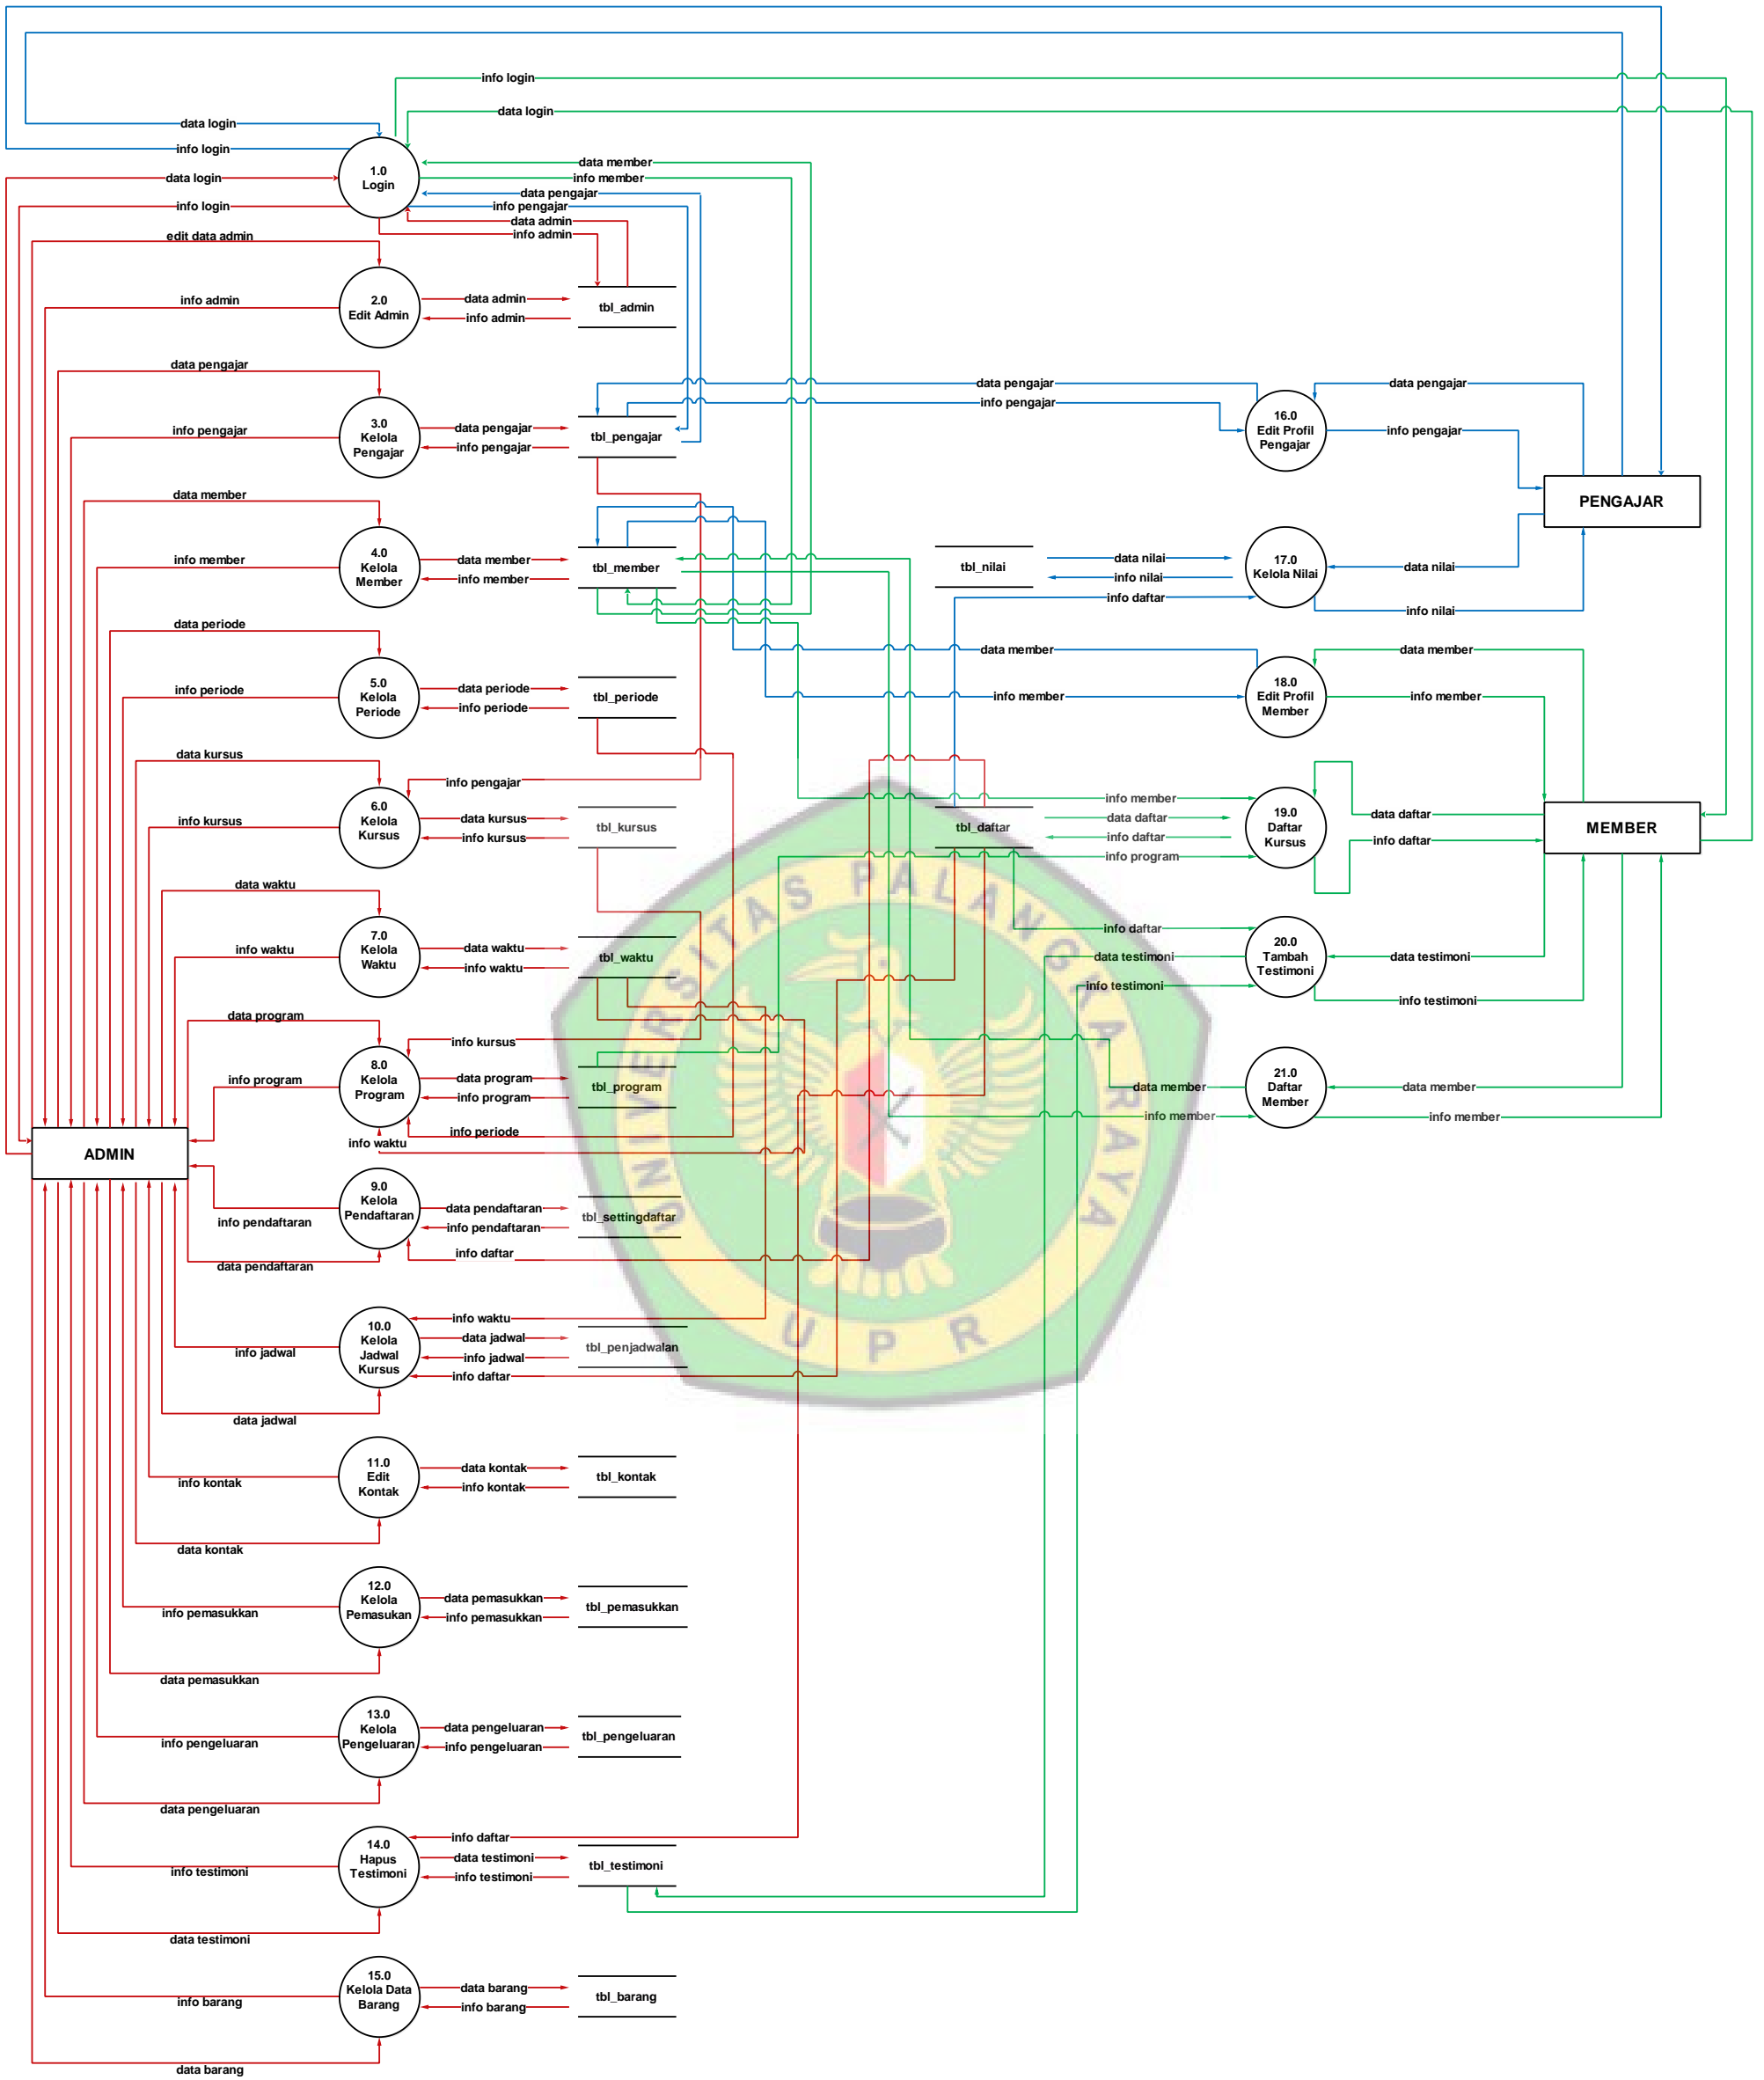 info login
data login
data login
info login
1.0
Login
data member
info member
data login
data pengajar
info pengajar
info login
data admin
info admin
edit data admin
2.0
Edit Admin
info admin
data admin
info admin
tbl_admin
data pengajar
3.0
Kelola
Pengajar
info pengajar
data pengajar
info pengajar
tbl_pengajar
data pengajar
info pengajar
16.0
Edit Profil
Pengajar
data pengajar
info pengajar
PENGAJAR
data member
4.0
Kelola
Member
info member
data member
info member
tbl_member
tbl_nilai
data nilai
info nilai
info daftar
17.0
Kelola Nilai
data nilai
info nilai
data periode
5.0
Kelola
Periode
info periode
data periode
info periode
tbl_periode
data member
info member
18.0
Edit Profil
Member
data member
info member
data kursus
info pengajar
6.0
Kelola
Kursus
info kursus
data kursus
info kursus
tbl_kursus
tbl_daftar
info member
data daftar
info daftar
info program
19.0
Daftar
Kursus
data daftar
info daftar
MEMBER
data waktu
7.0
Kelola
Waktu
info waktu
data waktu
info waktu
tbl_waktu
info daftar
data testimoni
info testimoni
20.0
Tambah
Testimoni
data testimoni
info testimoni
data program
info kursus
8.0
Kelola
Program
info program
data program
info program
tbl_program
info periode
info waktu
data member
info member
21.0
Daftar
Member
data member
info member
ADMIN
9.0
Kelola
Pendaftaran
info pendaftaran
data pendaftaran
info pendaftaran
tbl_settingdaftar
info daftar
data pendaftaran
info waktu
10.0
Kelola
Jadwal
Kursus
info jadwal
data jadwal
info jadwal
tbl_penjadwalan
info daftar
data jadwal
11.0
Edit
Kontak
info kontak
data kontak
info kontak
tbl_kontak
data kontak
12.0
Kelola
Pemasukan
info pemasukkan
data pemasukkan
info pemasukkan
tbl_pemasukkan
data pemasukkan
13.0
Kelola
Pengeluaran
info pengeluaran
data pengeluaran
info pengeluaran
tbl_pengeluaran
data pengeluaran
info daftar
14.0
Hapus
Testimoni
info testimoni
data testimoni
info testimoni
tbl_testimoni
data testimoni
15.0
Kelola Data
Barang
info barang
data barang
info barang
tbl_barang
data barang
UNIVERSITAS PALANGKARAYA
UPR